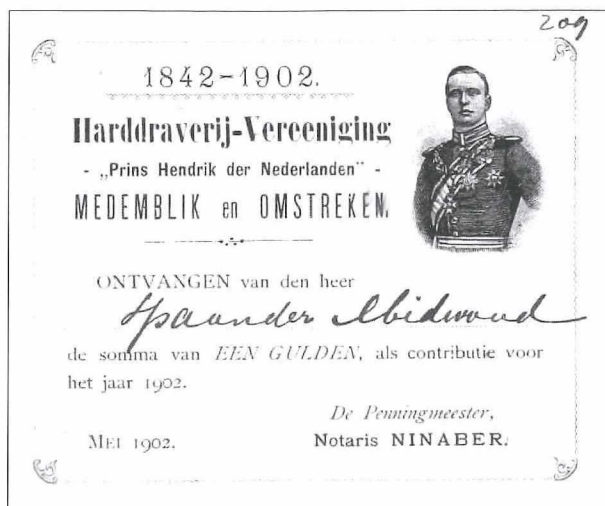 209
1842-1902.
Harddraverij-Vereeniging
- „Prins Hendrik der Nederlanden" -
MEDEMBLIK en OMSTREKEN.
ONTVANGEN van den heer
Spaander Abidwoud
de somma van EEN GULDEN, als contributie voor
het jaar 1902.
De Penningmeester,
MEI 1902.
Notaris NINABER.